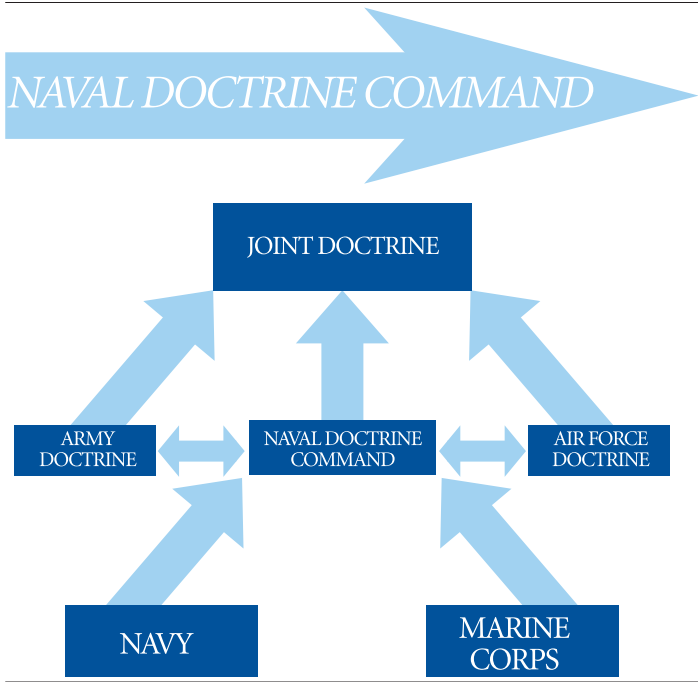 NAVAL DOCTRINE COMMAND
JOINT DOCTRINE
ARMY
DOCTRINE
NAVAL DOCTRINE
COMMAND
AIR FORCE
DOCTRINE
NAVY
MARINE
CORPS